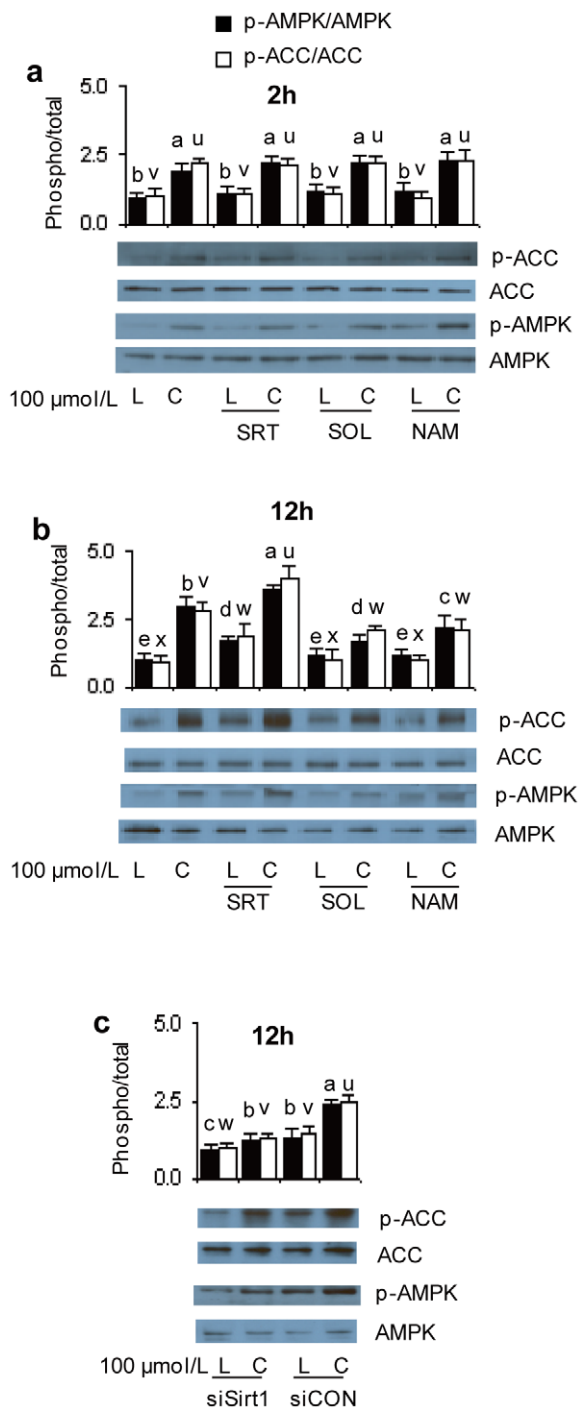 p-AMPK/AMPK
p-ACC/ACC
a
2h
Phospho/total
5.0
2.5
0.0
b v a u b v a u b v a u b v a u
p-ACC
ACC
p-AMPK
AMPK
100 µmol/L L C L C L C L C
SRT SOL NAM
b
12h
Phospho/total
5.0
2.5
0.0
e x b v d w a u e x d w e x c w
p-ACC
ACC
p-AMPK
AMPK
100 µmol/L L C L C L C L C
SRT SOL NAM
c
12h
Phospho/total
5.0
2.5
0.0
c w b v b v a u
p-ACC
ACC
p-AMPK
AMPK
100 µmol/L L C L C
siSirt1 siCON